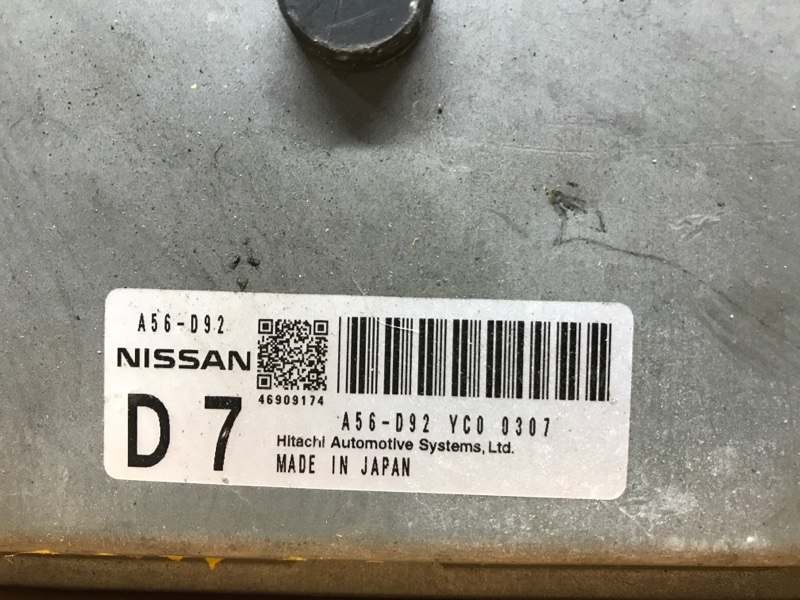 A56-D92
NISSAN
46909174
D 7
A56-D92 YC0 0307
Hitachi Automotive Systems, Ltd.
MADE IN JAPAN